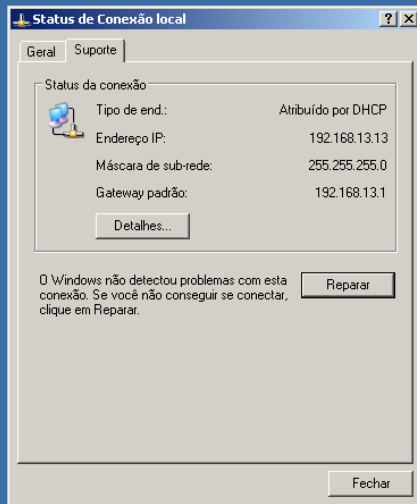 Status de Conexão local
Geral
Suporte
Status da conexão
Tipo de end.: Atribuído por DHCP
Endereço IP: 192.168.13.13
Máscara de sub-rede: 255.255.255.0
Gateway padrão: 192.168.13.1
Detalhes...
O Windows não detectou problemas com esta
conexão. Se você não conseguir se conectar,
clique em Reparar.
Reparar
Fechar